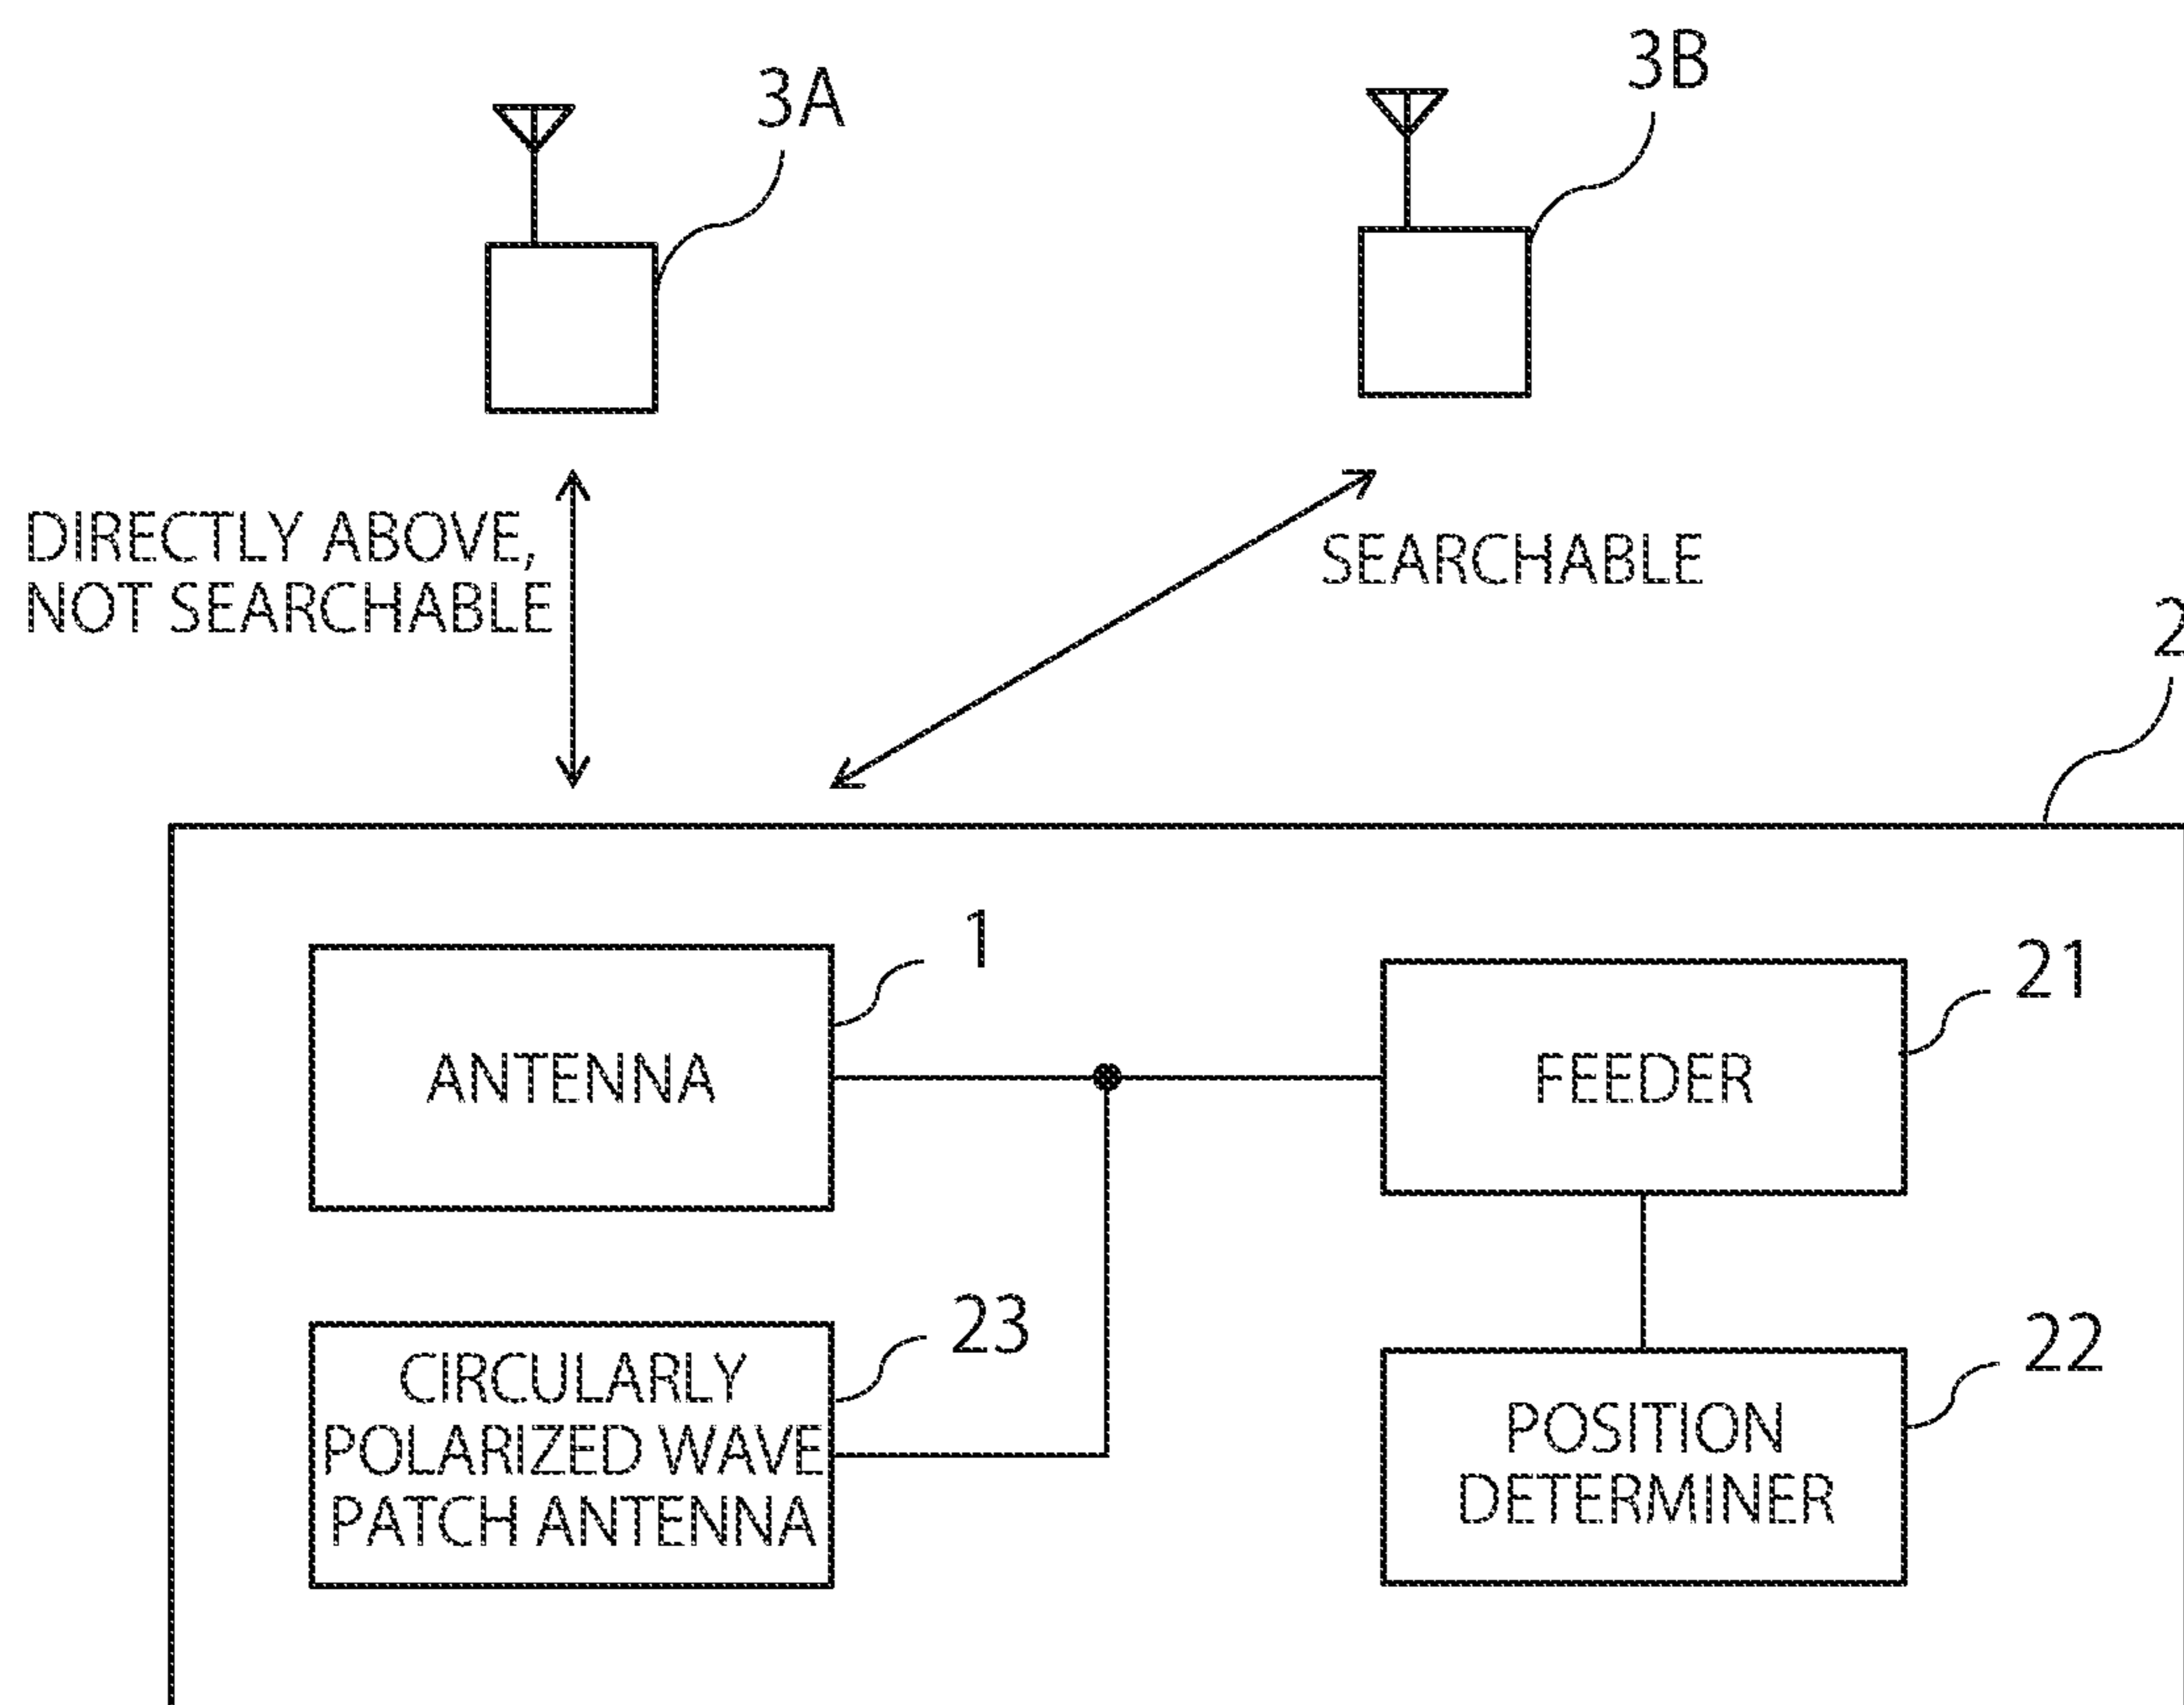 3A
3B
DIRECTLY ABOVE,
NOT SEARCHABLE
SEARCHABLE
2
1
ANTENNA
21
FEEDER
23
CIRCULARLY
POLARIZED WAVE
PATCH ANTENNA
22
POSITION
DETERMINER